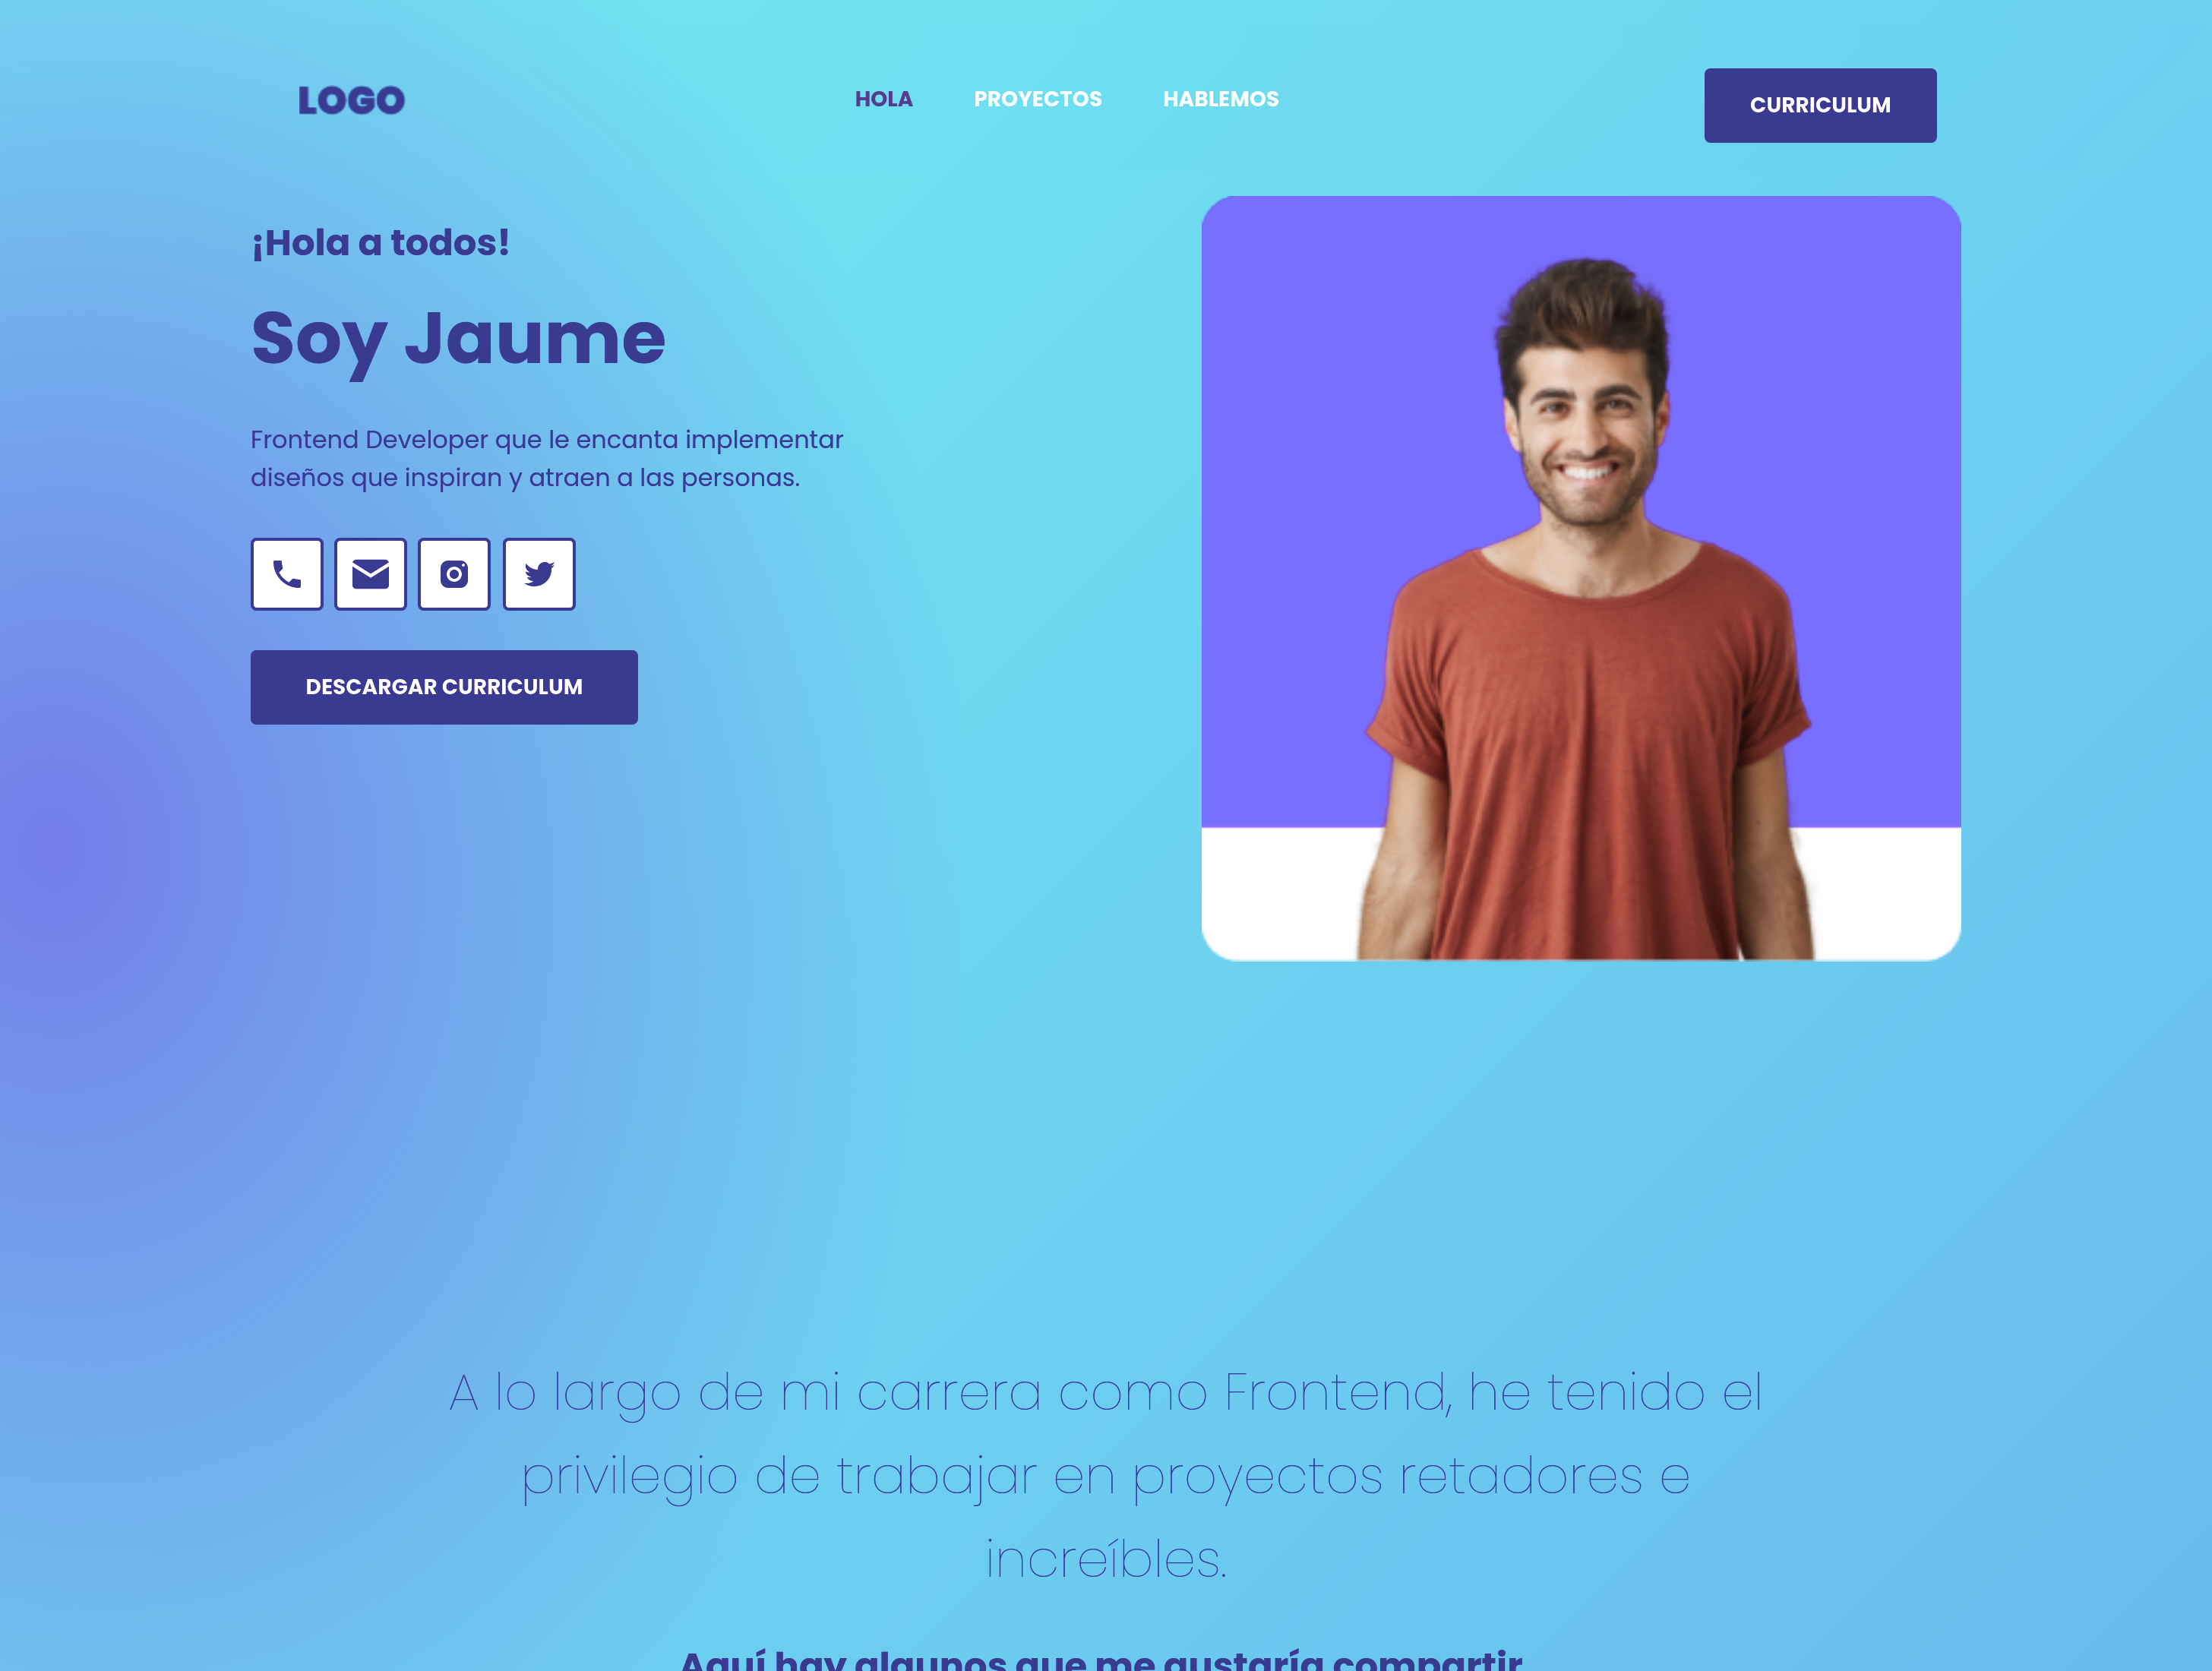 LOGO
HOLA PROYECTOS HABLEMOS
CURRICULUM
¡Hola a todos!
Soy Jaume
Frontend Developer que le encanta implementar
diseños que inspiran y atraen a las personas.
DESCARGAR CURRICULUM
A lo largo de mi carrera como Frontend, he tenido el
privilegio de trabajar en proyectos retadores e
increíbles.
Aquí hay algunos que me gustaría compartir